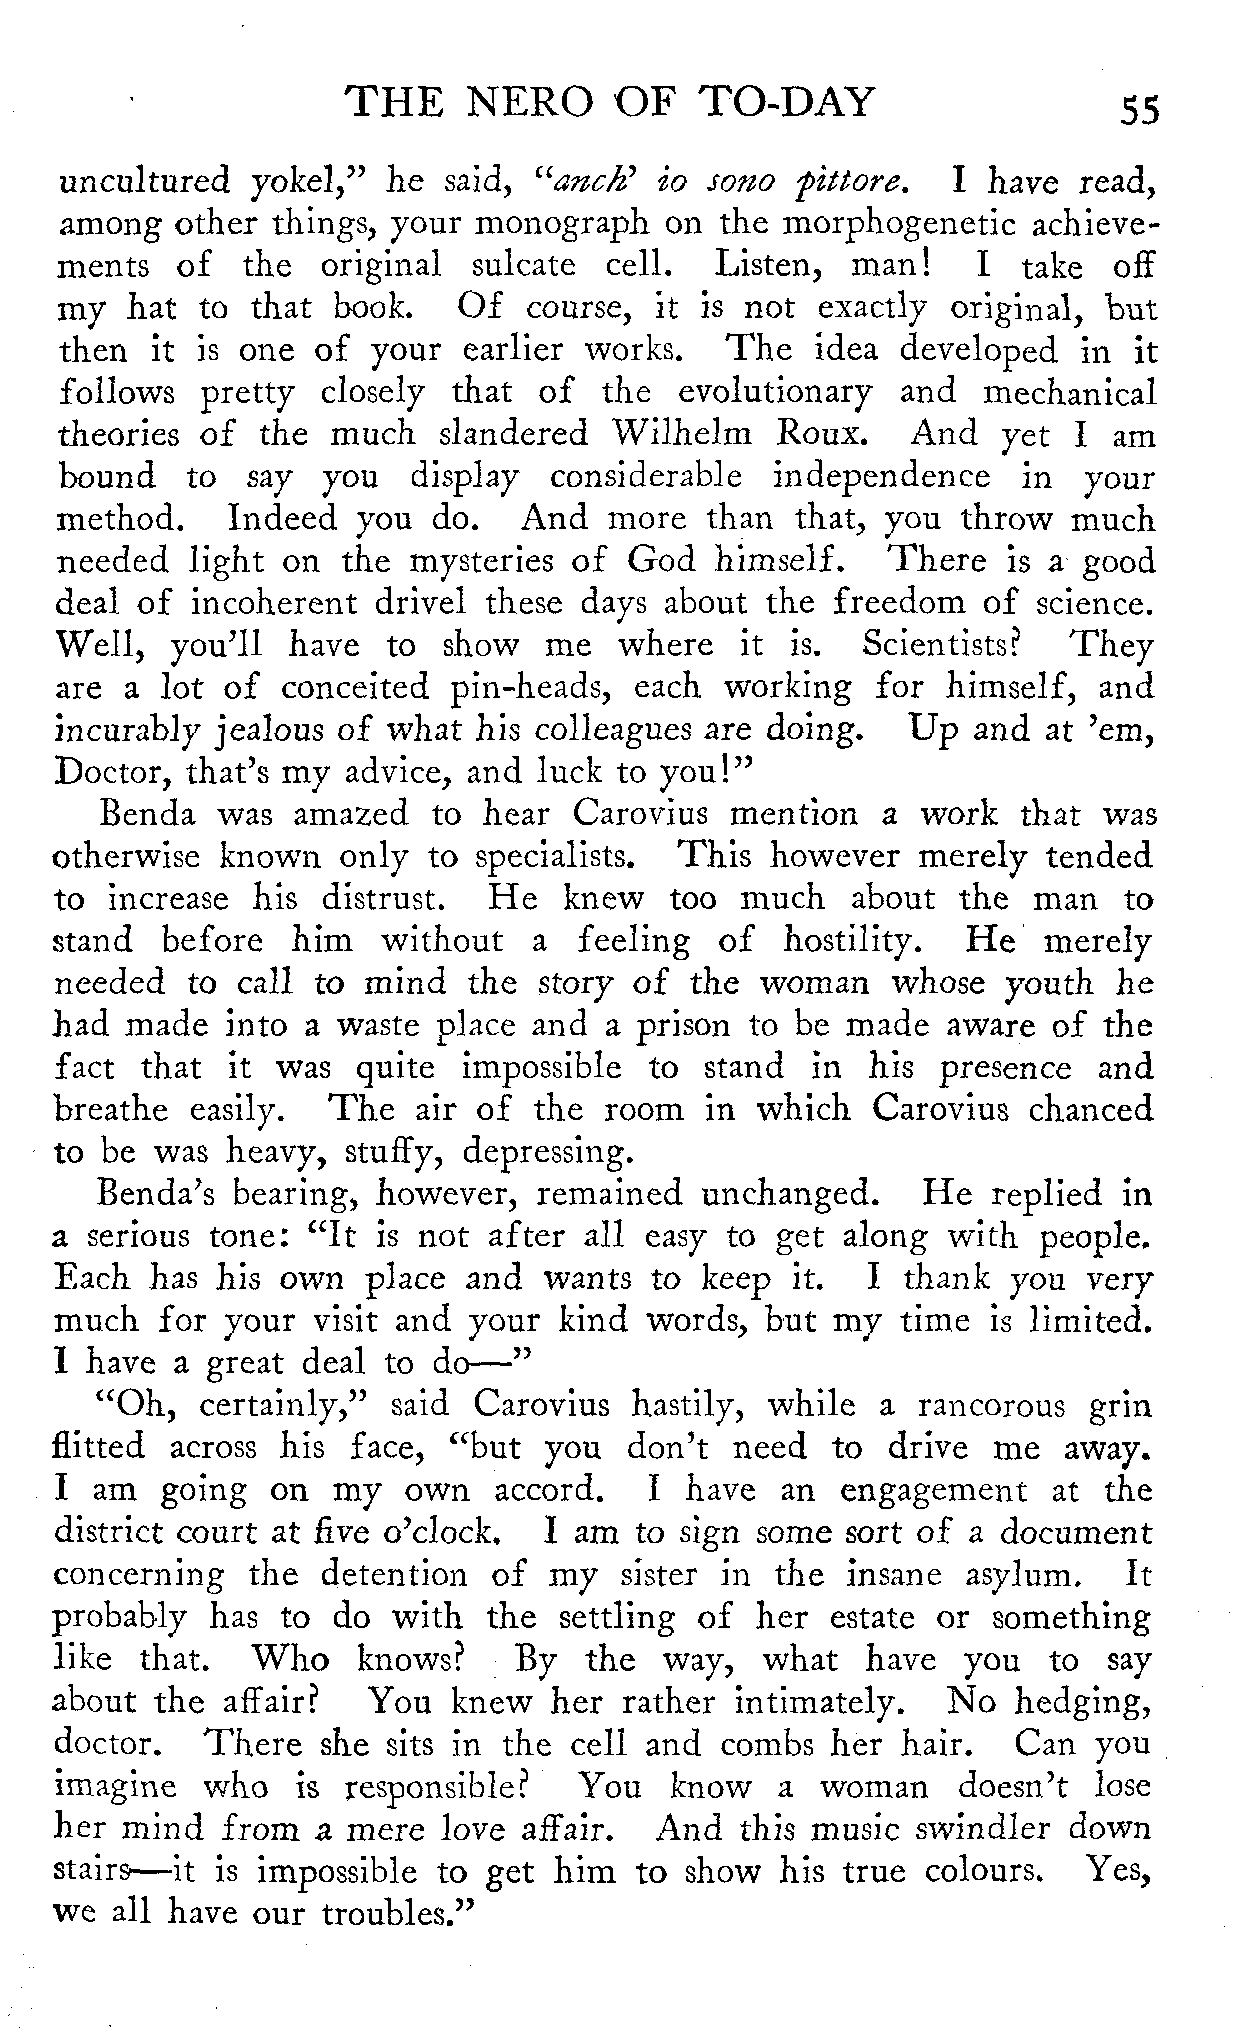 THE NERO OF TO-DAY 55
uncultured yokel,” he said, “anch’ io sono pittore. I have read,
among other things, your monograph on the morphogenetic achieve-
ments of the original sulcate cell. Listen, man! I take off
my hat to that book. Of course, it is not exactly original, but
then it is one of your earlier works. The idea developed in it
follows pretty closely that of the evolutionary and mechanical
theories of the much slandered Wilhelm Roux. And yet I am
bound to say you display considerable independence in your
method. Indeed you do. And more than that, you throw much
needed light on the mysteries of God himself. There is a good
deal of incoherent drivel these days about the freedom of science.
Well, you’ll have to show me where it is. Scientists? They
are a lot of conceited pin-heads, each working for himself, and
incurably jealous of what his colleagues are doing. Up and at ’em,
Doctor, that’s my advice, and luck to you!”
Benda was amazed to hear Carovius mention a work that was
otherwise known only to specialists. This however merely tended
to increase his distrust. He knew too much about the man to
stand before him without a feeling of hostility. He merely
needed to call to mind the story of the woman whose youth he
had made into a waste place and a prison to be made aware of the
fact that it was quite impossible to stand in his presence and
breathe easily. The air of the room in which Carovius chanced
to be was heavy, stuffy, depressing.
Benda’s bearing, however, remained unchanged. He replied in
a serious tone: “It is not after all easy to get along with people.
Each has his own place and wants to keep it. I thank you very
much for your visit and your kind words, but my time is limited.
I have a great deal to do—”
“Oh, certainly,” said Carovius hastily, while a rancorous grin
flitted across his face, “but you don’t need to drive me away.
I am going on my own accord. I have an engagement at the
district court at five o’clock. I am to sign some sort of a document
concerning the detention of my sister in the insane asylum. It
probably has to do with the settling of her estate or something
like that. Who knows? By the way, what have you to say
about the affair? You knew her rather intimately. No hedging,
doctor. There she sits in the cell and combs her hair. Can you
imagine who is responsible? You know a woman doesn’t lose
her mind from a mere love affair. And this music swindler down
stairs—it is impossible to get him to show his true colours. Yes,
we all have our troubles.”